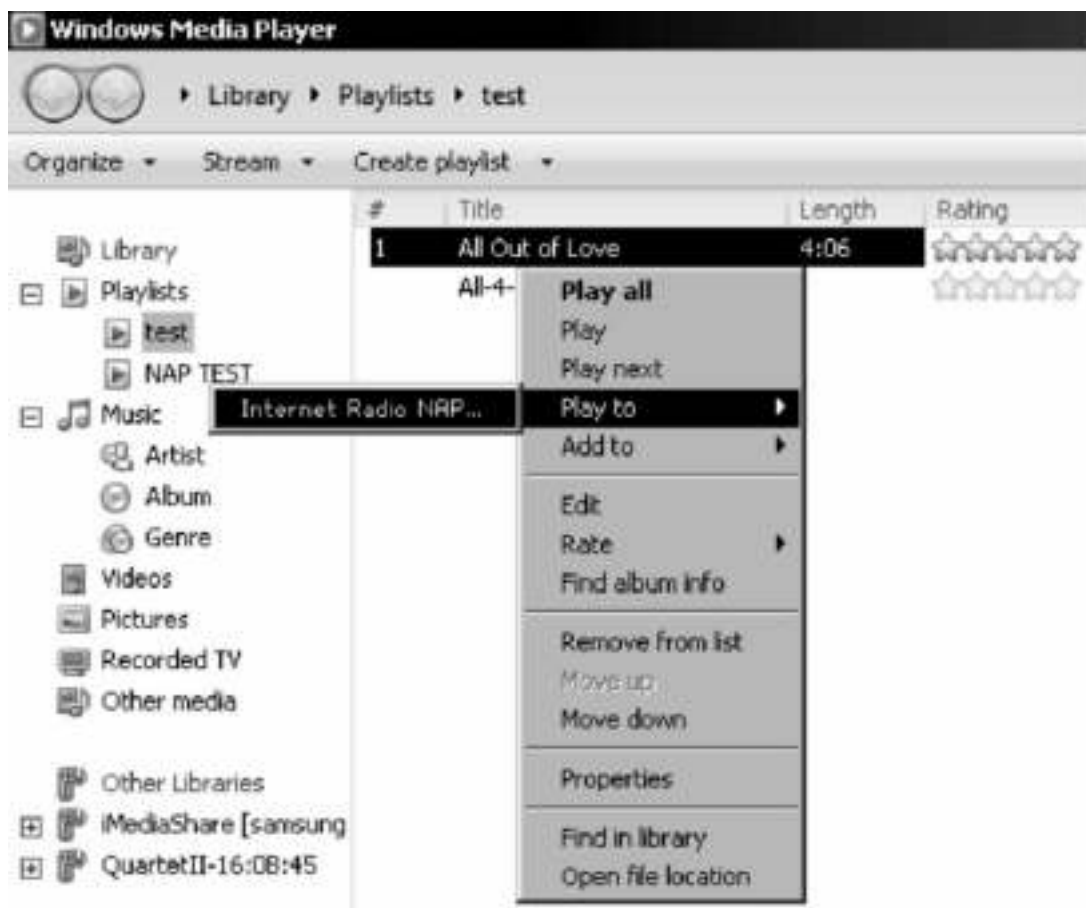 Windows Media Player
Library Playlists test
Organize Stream Create playlist
# Title Length Rating
1 All Out of Love 4:06
All-4-
Library
Playlists
test
NAP TEST
Music
Artist
Album
Genre
Videos
Pictures
Recorded TV
Other media
Other Libraries
iMediaShare [samsung
QuartetII-16:08:45
Internet Radio NAP...
Play all
Play
Play next
Play to
Add to
Edit
Rate
Find album info
Remove from list
Move up
Move down
Properties
Find in library
Open file location